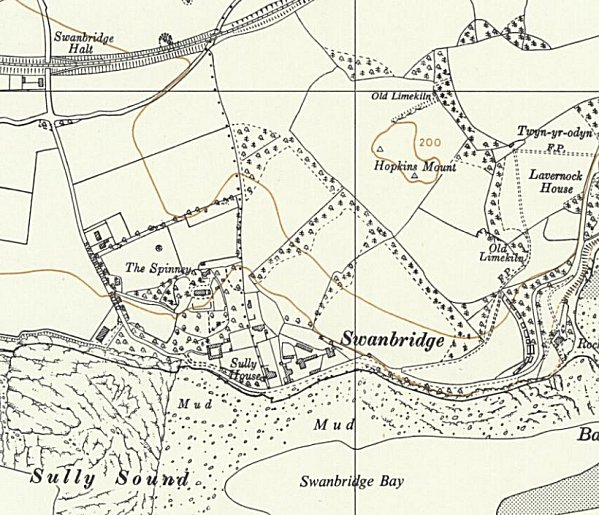 Swanbridge
Halt
Old Limekiln
200
Twyn-yr-odyn
F.P.
Hopkins Mount
Lavernock
House
Old
Limekiln
F.P.
The Spinney
Swanbridge
Sully
House
Mud
Mud
Sully Sound
Swanbridge Bay
Rock
Ba